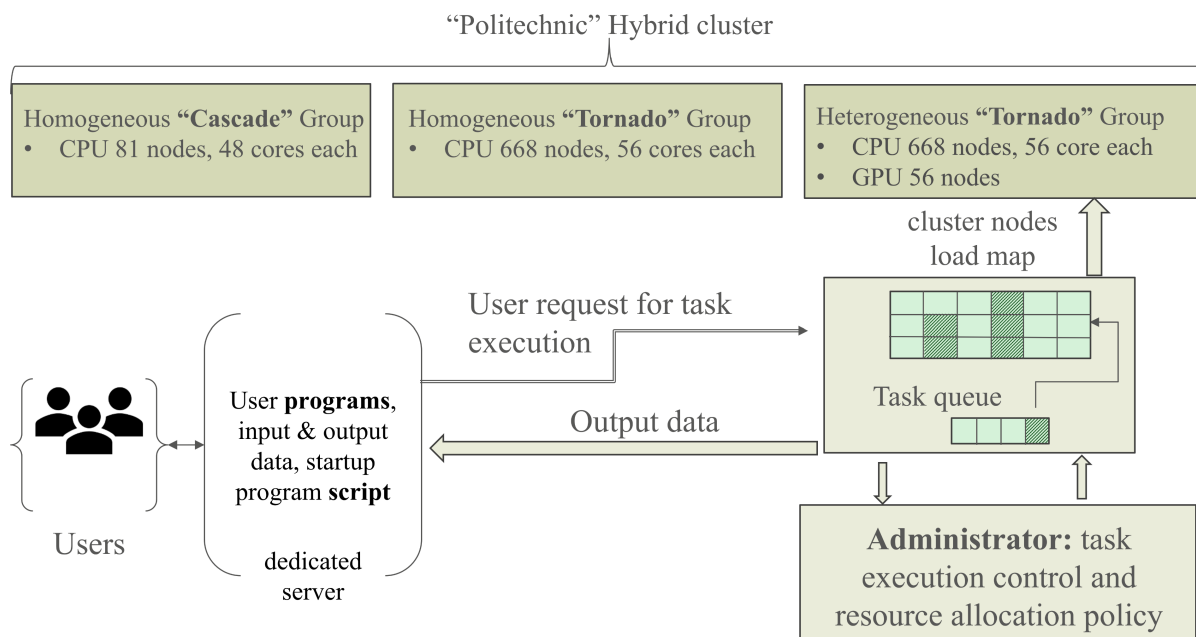 “Politechnic” Hybrid cluster
Homogeneous “Cascade” Group
• CPU 81 nodes, 48 cores each
Homogeneous “Tornado” Group
• CPU 668 nodes, 56 cores each
Heterogeneous “Tornado” Group
• CPU 668 nodes, 56 core each
• GPU 56 nodes
cluster nodes
load map
User request for task
execution
Task queue
Output data
User programs,
input & output
data, startup
program script
dedicated
server
Users
Administrator: task
execution control and
resource allocation policy